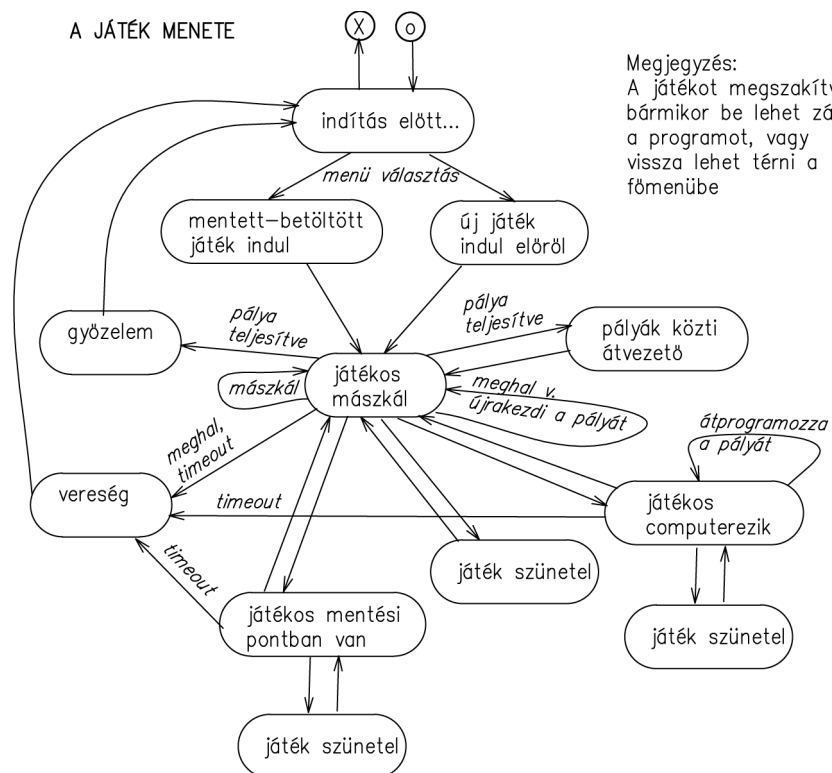 A JÁTÉK MENETE
X
o
Megjegyzés:
A játékot megszakítv
bármikor be lehet zá
a programot, vagy
vissza lehet térni a
főmenübe
indítás elött...
menü választás
mentett-betöltött
játék indul
új játék
indul elöröl
pálya
teljesítve
győzelem
pálya
teljesítve
pályák közti
átvezető
játékos
mászkál
mászkál
meghal v.
újrakezdi a pályát
meghal,
timeout
átprogramozza
a pályát
vereség
timeout
játékos
computerezik
timeout
játék szünetel
játékos mentési
pontban van
játék szünetel
játék szünetel